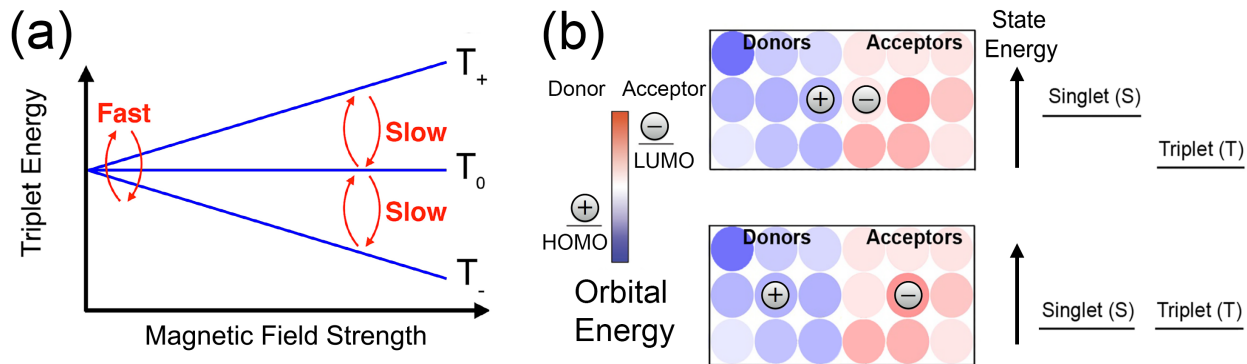 (a)
Triplet Energy
Fast
Slow
Slow
T+
T0
T-
Magnetic Field Strength
(b)
Donor
Acceptor
−
LUMO
+
HOMO
Orbital
Energy
Donors Acceptors
+ −
State
Energy
Singlet (S)
Triplet (T)
Donors Acceptors
+ −
Singlet (S) Triplet (T)